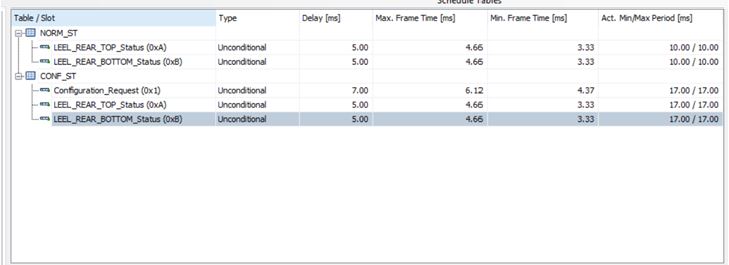 Schedule Tables
Table / Slot Type Delay [ms] Max. Frame Time [ms] Min. Frame Time [ms] Act. Min/Max Period [ms]
NORM_ST
LEEL_REAR_TOP_Status (0xA) Unconditional 5.00 4.66 3.33 10.00 / 10.00
LEEL_REAR_BOTTOM_Status (0xB) Unconditional 5.00 4.66 3.33 10.00 / 10.00
CONF_ST
Configuration_Request (0x1) Unconditional 7.00 6.12 4.37 17.00 / 17.00
LEEL_REAR_TOP_Status (0xA) Unconditional 5.00 4.66 3.33 17.00 / 17.00
LEEL_REAR_BOTTOM_Status (0xB) Unconditional 5.00 4.66 3.33 17.00 / 17.00